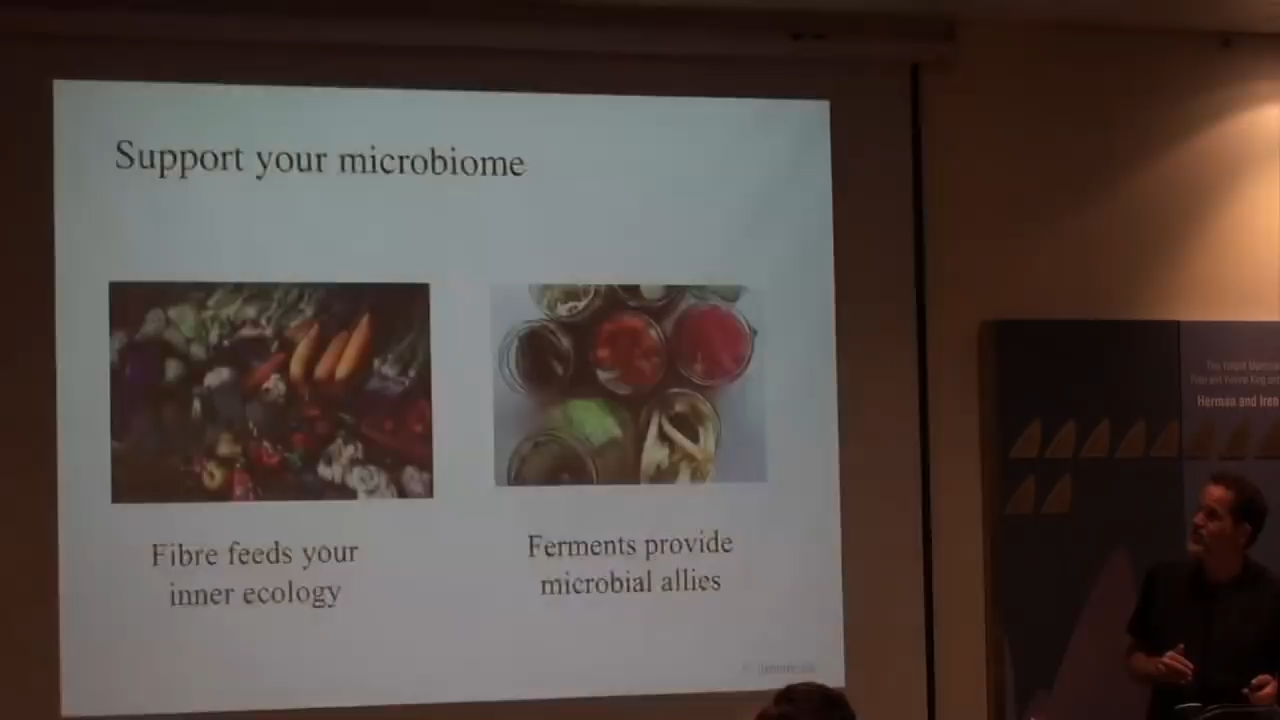 Support your microbiome
Fibre feeds your
inner ecology
Ferments provide
microbial allies
Herman and Iren